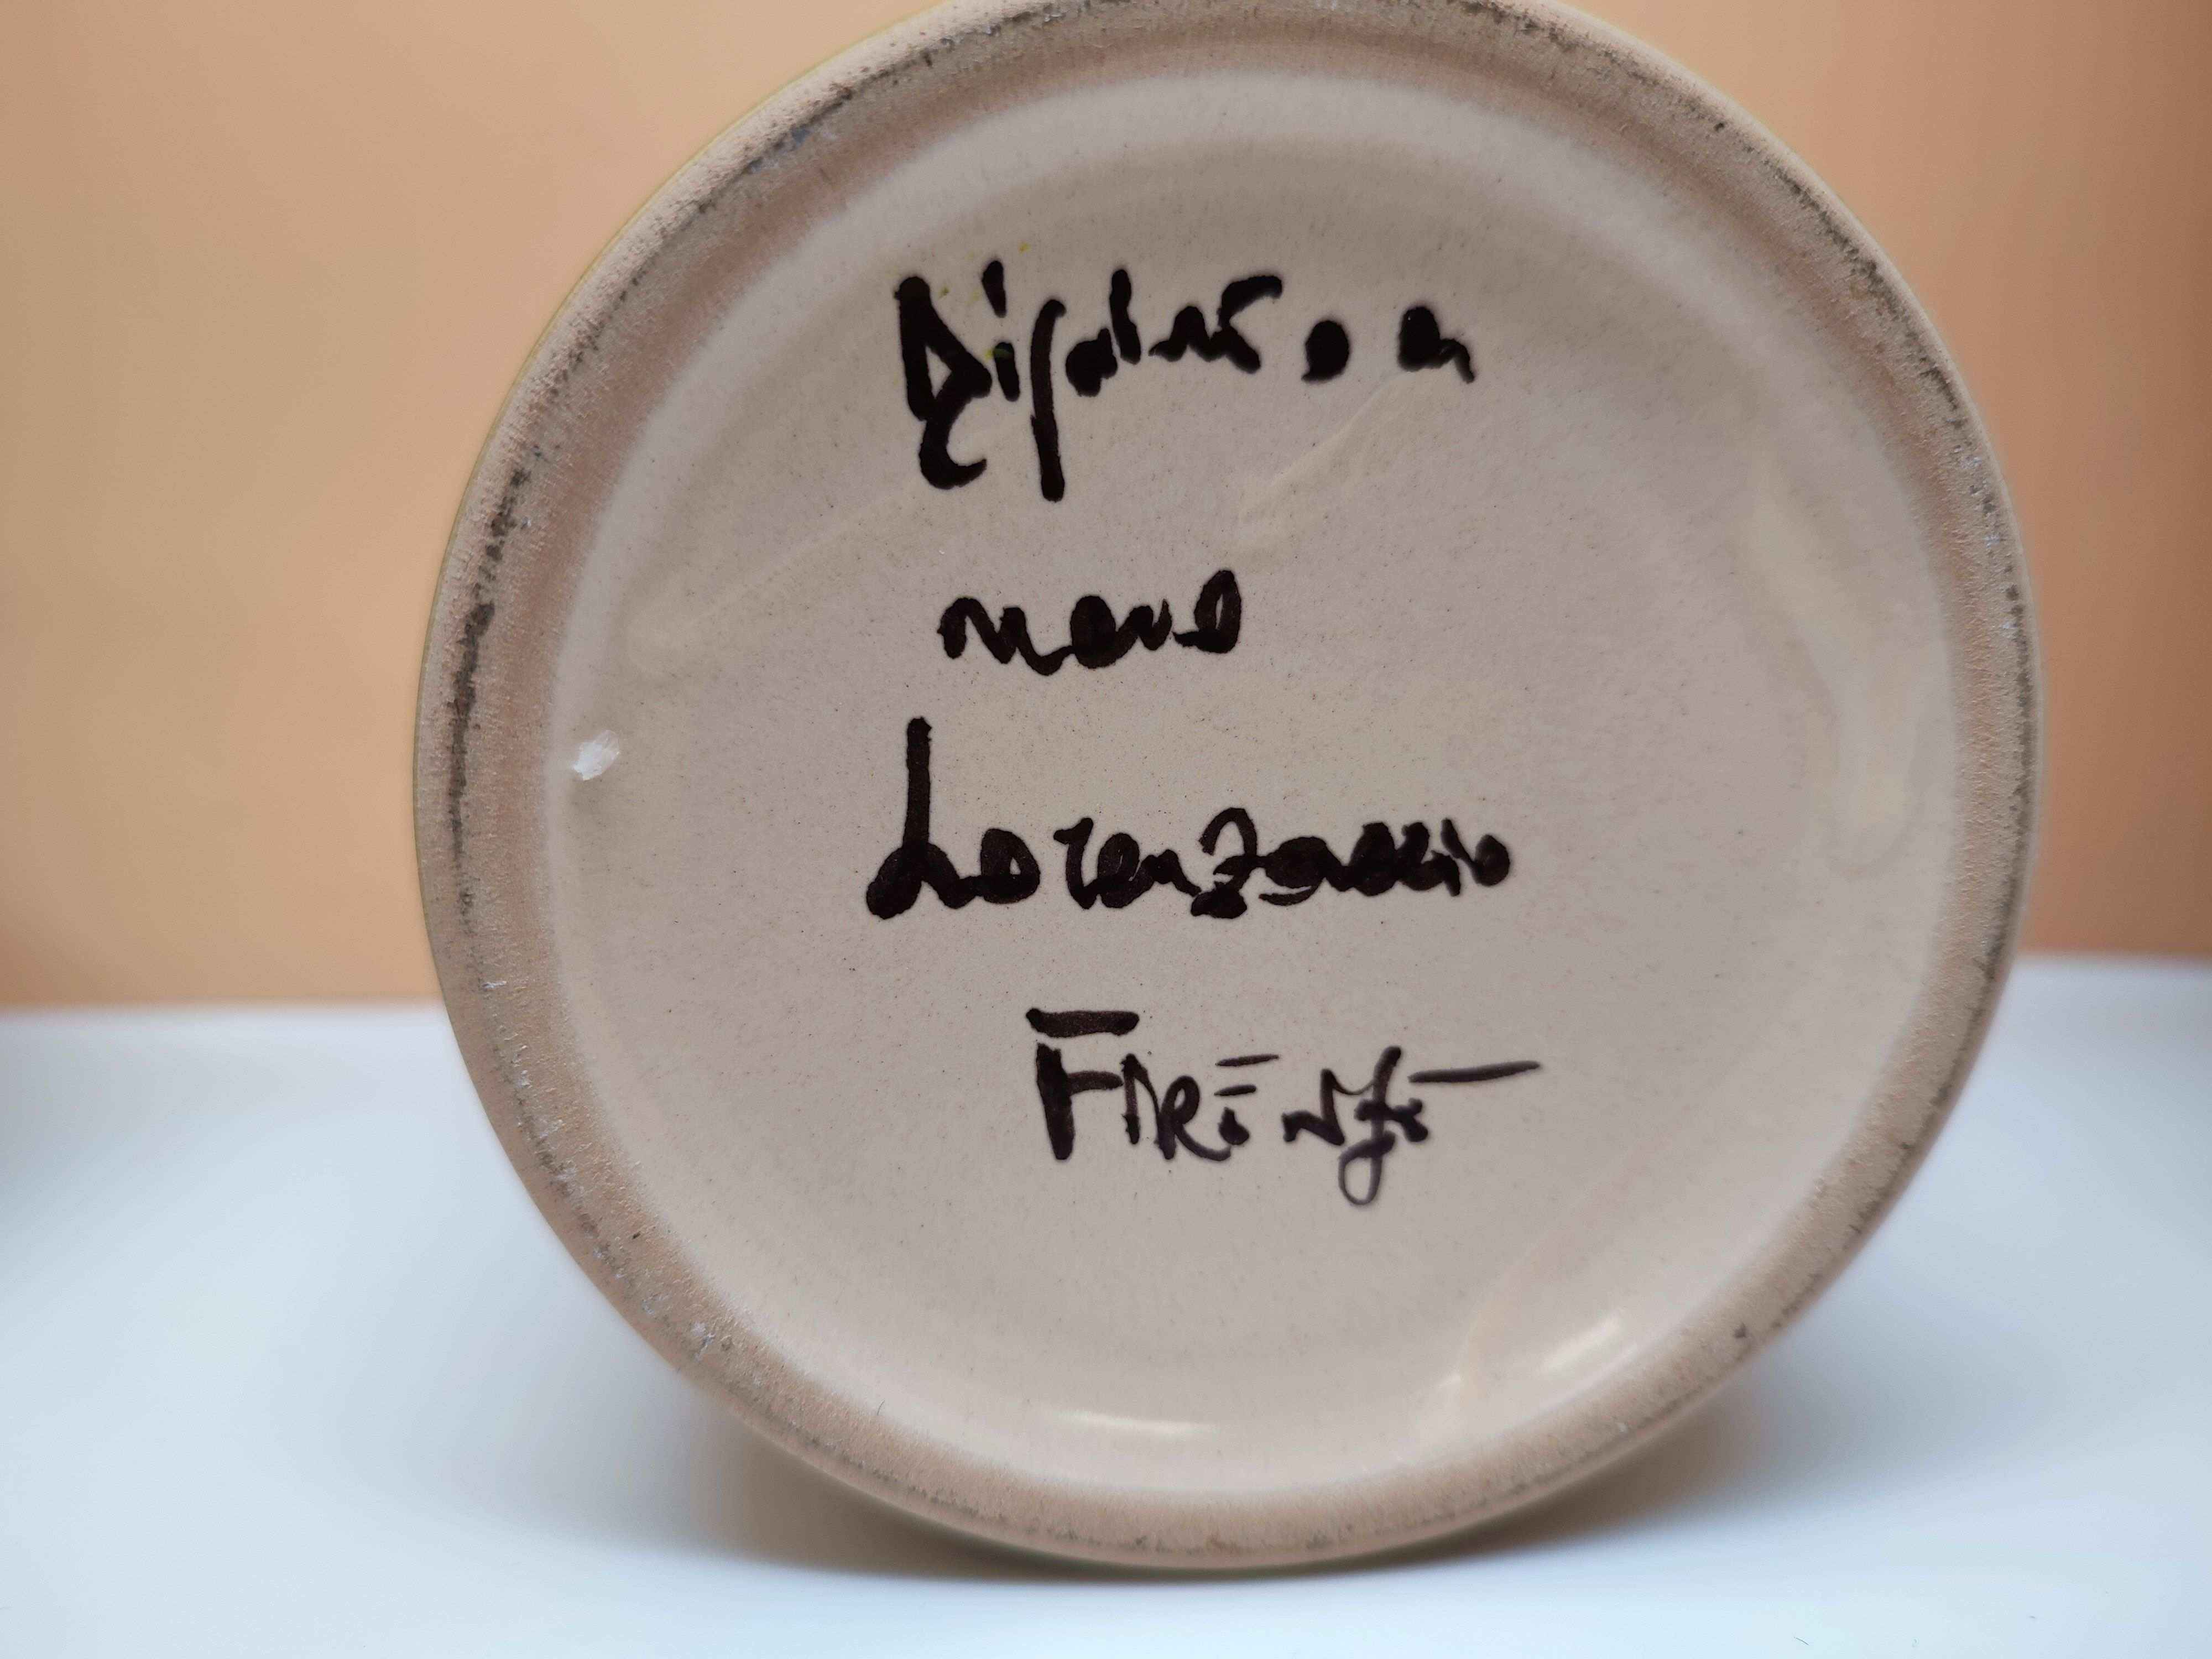 Dipinto a
mano
Lorenzaccio
FIRENZE